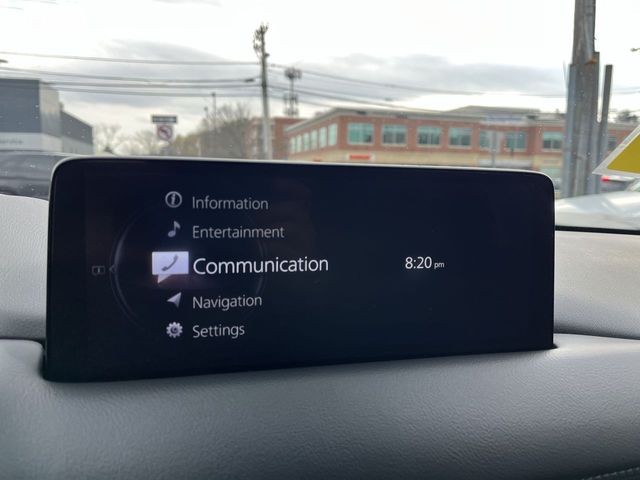 Information
Entertainment
Communication
8:20 pm
Navigation
Settings